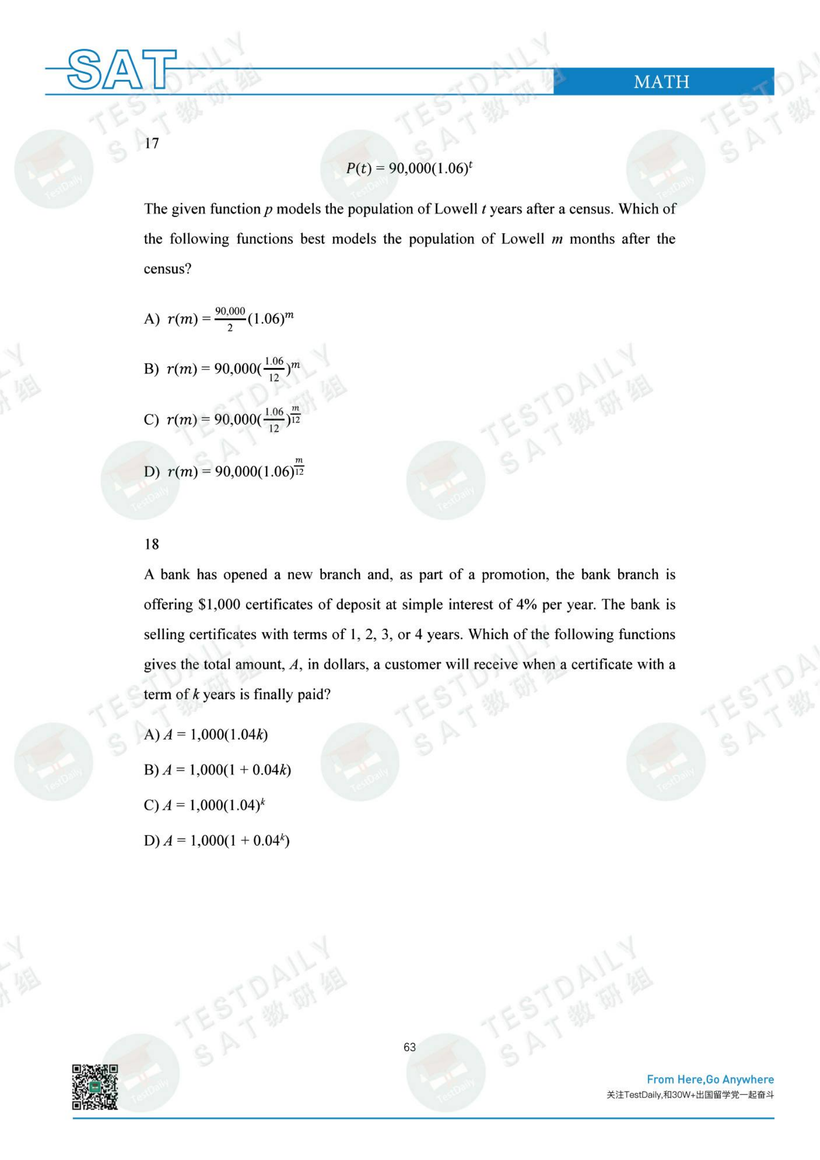 SAT
MATH
17
P(t) = 90,000(1.06)^t
The given function p models the population of Lowell t years after a census. Which of
the following functions best models the population of Lowell m months after the
census?
A) r(m) = 90,000/2 (1.06)^m
B) r(m) = 90,000(1.06/12)^m
C) r(m) = 90,000(1.06/12)^(m/12)
D) r(m) = 90,000(1.06)^(m/12)
18
A bank has opened a new branch and, as part of a promotion, the bank branch is
offering $1,000 certificates of deposit at simple interest of 4% per year. The bank is
selling certificates with terms of 1, 2, 3, or 4 years. Which of the following functions
gives the total amount, A, in dollars, a customer will receive when a certificate with a
term of k years is finally paid?
A) A = 1,000(1.04k)
B) A = 1,000(1 + 0.04k)
C) A = 1,000(1.04)^k
D) A = 1,000(1 + 0.04^k)
63
From Here,Go Anywhere
关注TestDaily,和30W+出国留学党一起奋斗
TESTDAILY
SAT教研组
TestDaily